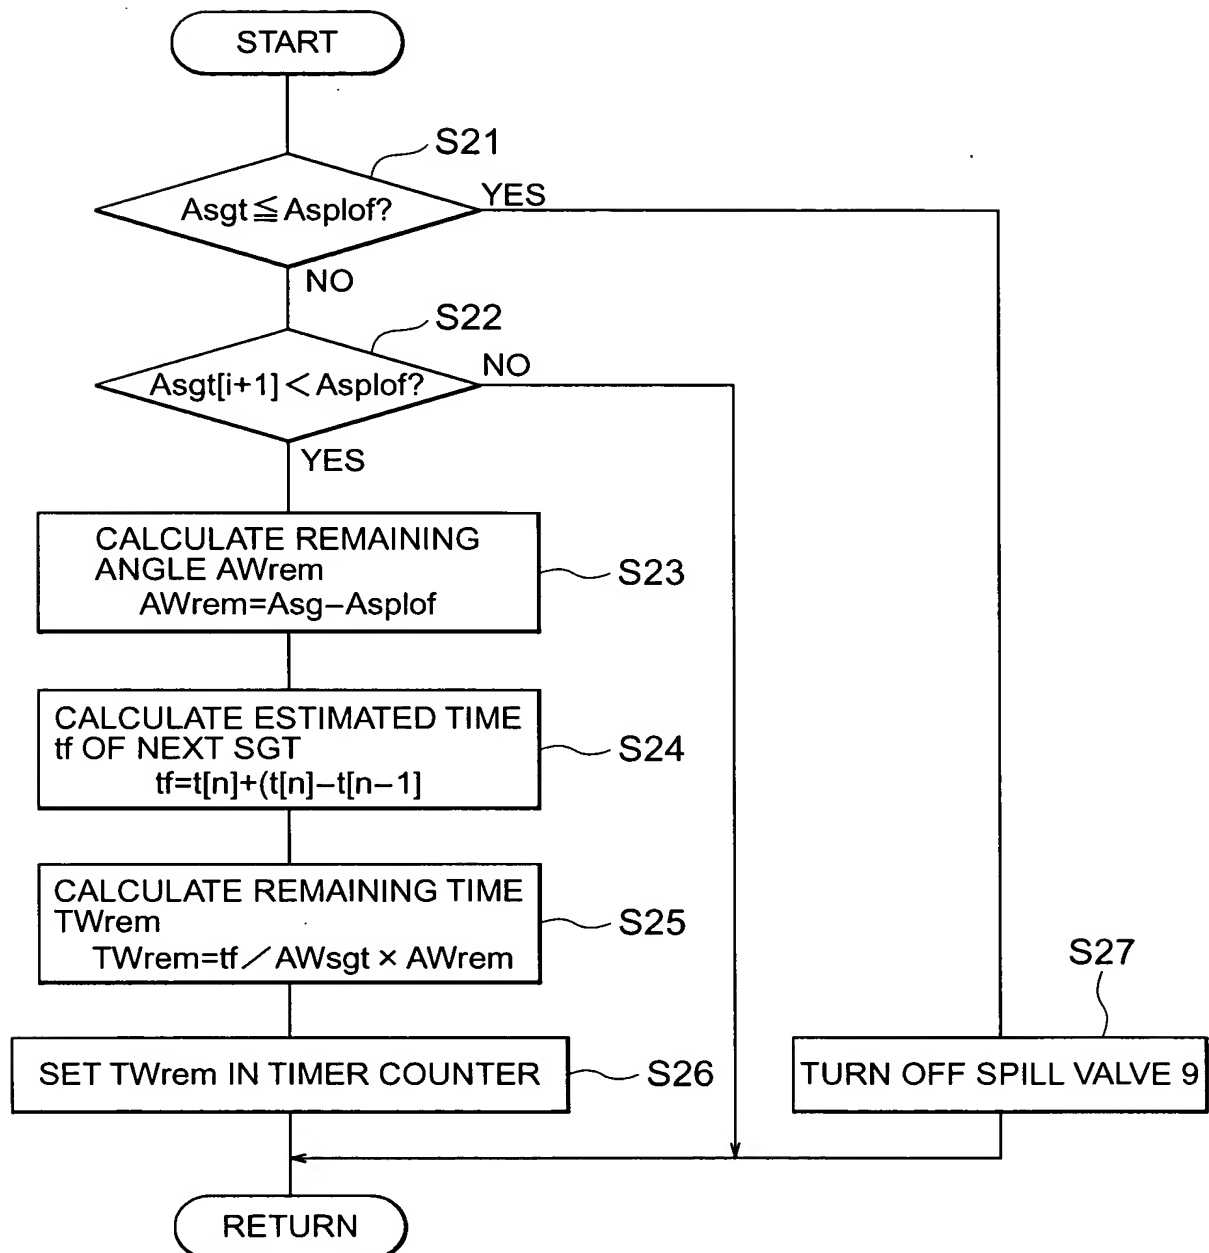 START
S21
Asgt≦Asplof?
YES
NO
S22
Asgt[i+1]<Asplof?
NO
YES
CALCULATE REMAINING
ANGLE AWrem
AWrem=Asg−Asplof
S23
CALCULATE ESTIMATED TIME
tf OF NEXT SGT
tf=t[n]+(t[n]−t[n−1]
S24
CALCULATE REMAINING TIME
TWrem
TWrem=tf/AWsgt×AWrem
S25
S27
SET TWrem IN TIMER COUNTER
S26
TURN OFF SPILL VALVE 9
RETURN